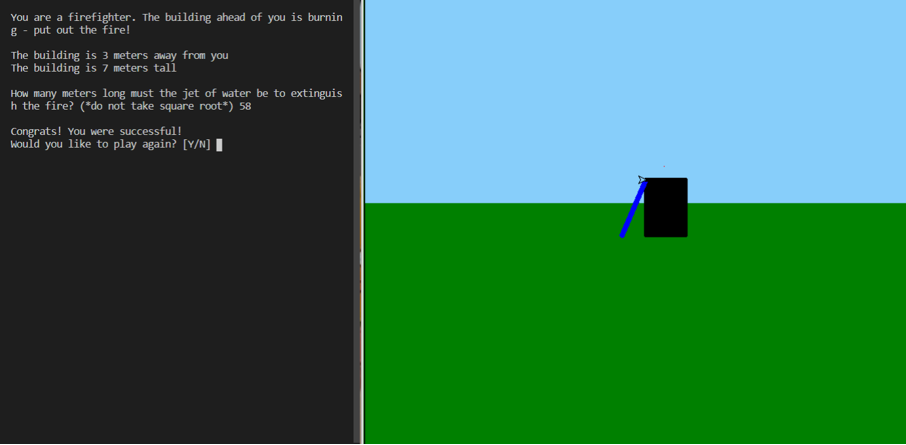 You are a firefighter. The building ahead of you is burnin
g - put out the fire!
The building is 3 meters away from you
The building is 7 meters tall
How many meters long must the jet of water be to extinguis
h the fire? (*do not take square root*) 58
Congrats! You were successful!
Would you like to play again? [Y/N]